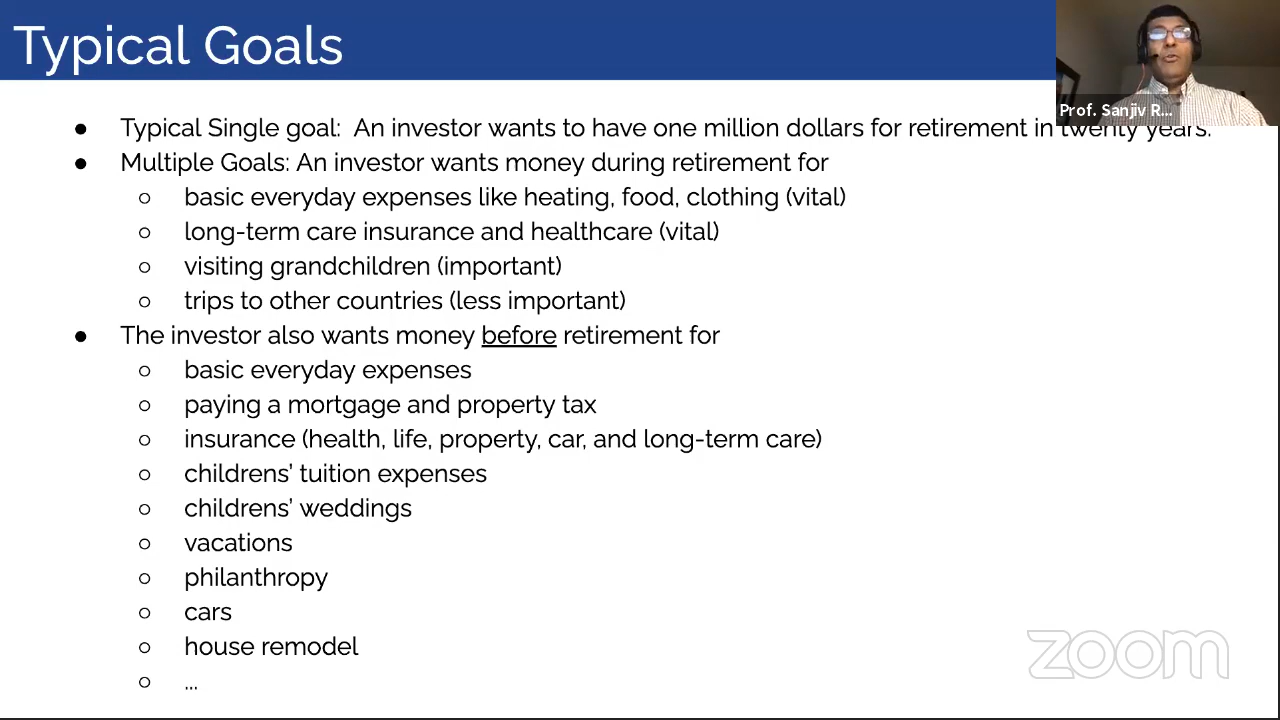 Typical Goals
Prof. Sanjiv R...
● Typical Single goal: An investor wants to have one million dollars for retirement in twenty years.
● Multiple Goals: An investor wants money during retirement for
○ basic everyday expenses like heating, food, clothing (vital)
○ long-term care insurance and healthcare (vital)
○ visiting grandchildren (important)
○ trips to other countries (less important)
● The investor also wants money before retirement for
○ basic everyday expenses
○ paying a mortgage and property tax
○ insurance (health, life, property, car, and long-term care)
○ childrens’ tuition expenses
○ childrens’ weddings
○ vacations
○ philanthropy
○ cars
○ house remodel
○ ...
zoom